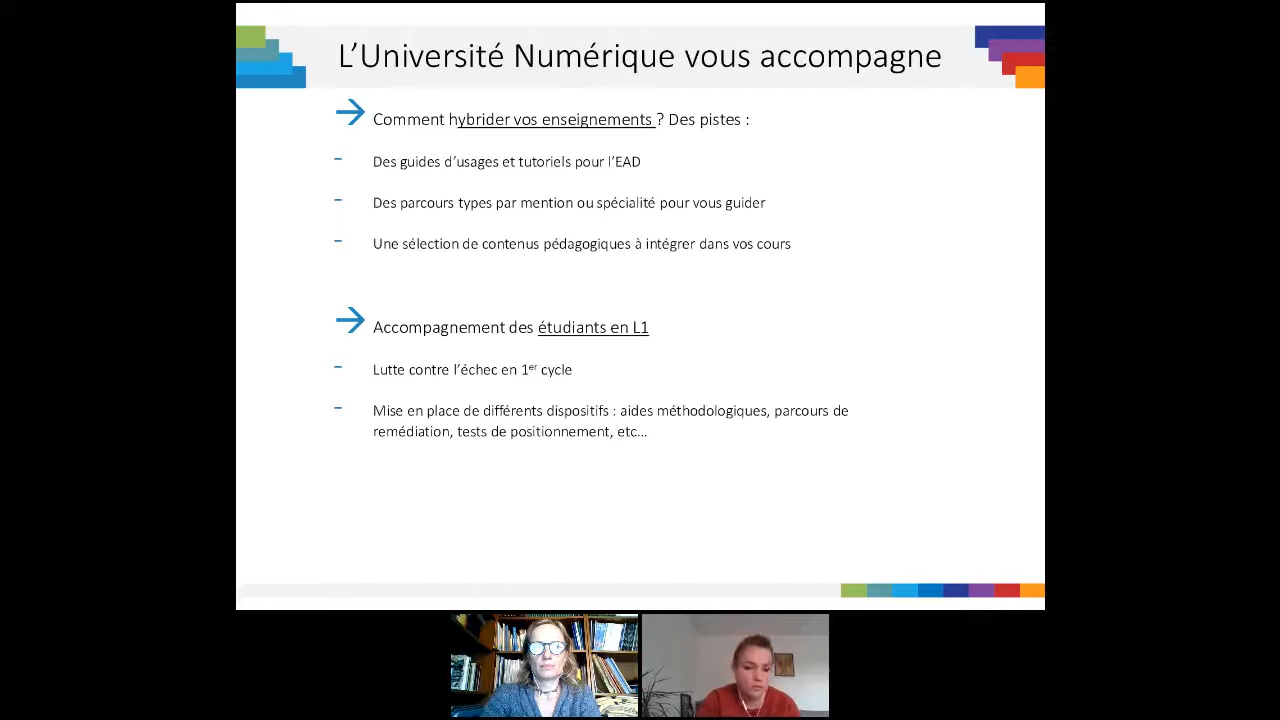 L’Université Numérique vous accompagne
Comment hybrider vos enseignements ? Des pistes :
Des guides d’usages et tutoriels pour l’EAD
Des parcours types par mention ou spécialité pour vous guider
Une sélection de contenus pédagogiques à intégrer dans vos cours
Accompagnement des étudiants en L1
Lutte contre l’échec en 1er cycle
Mise en place de différents dispositifs : aides méthodologiques, parcours de
remédiation, tests de positionnement, etc…